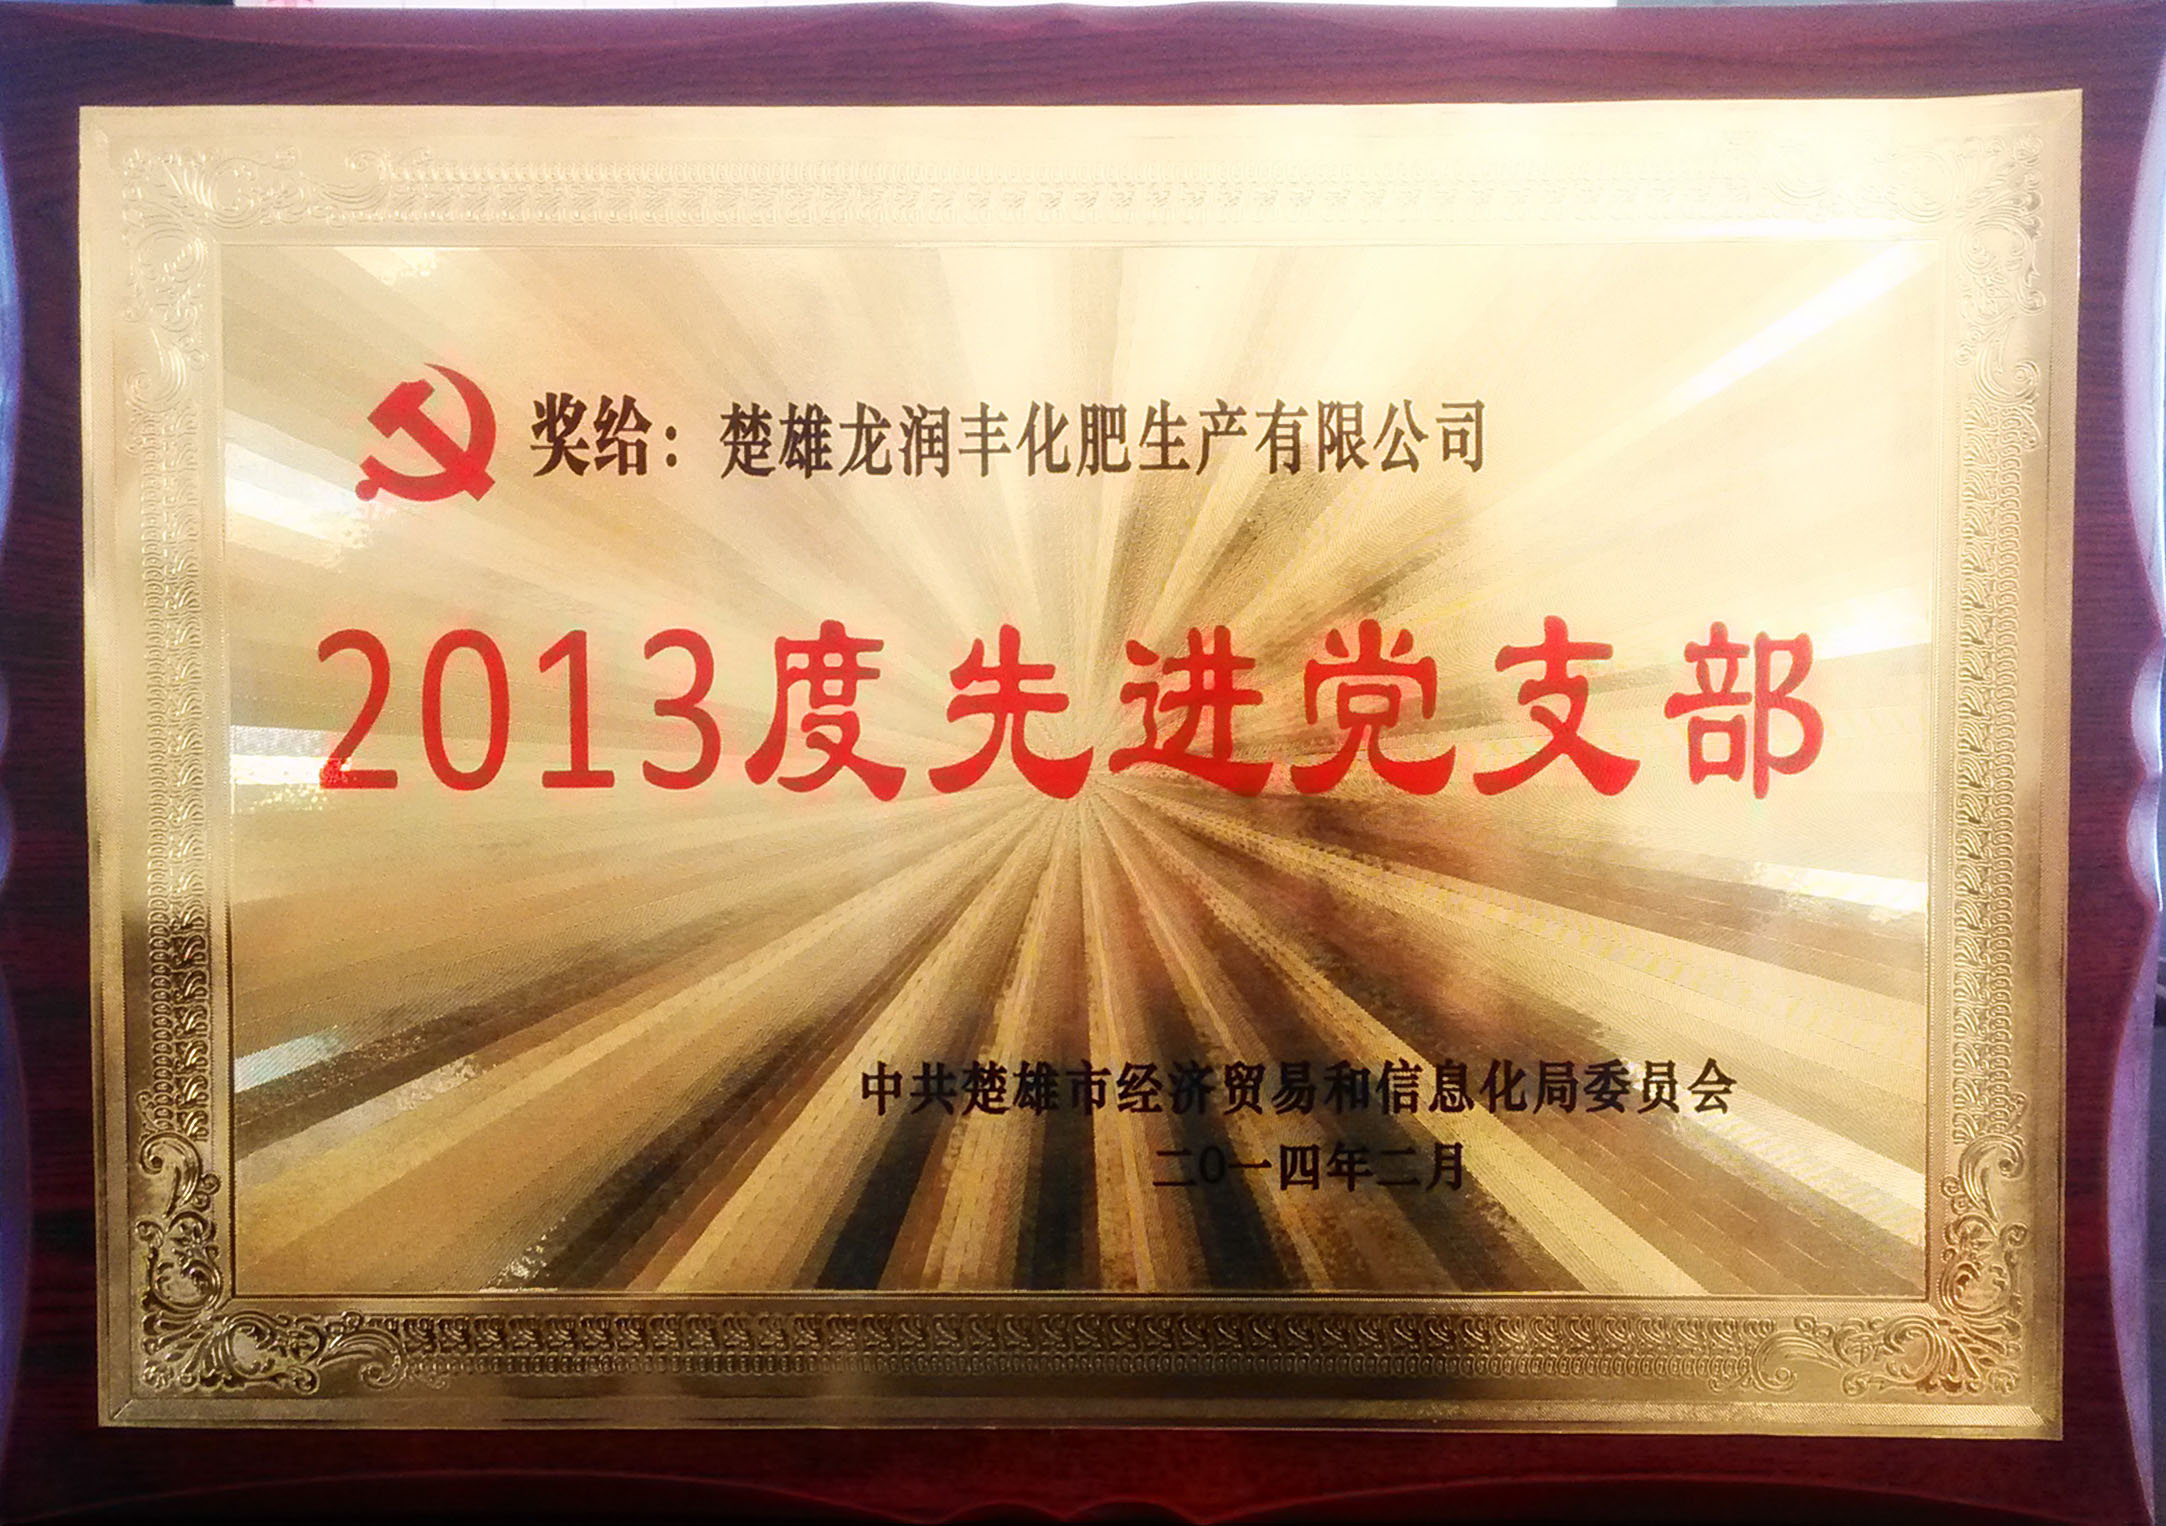 奖给：楚雄龙润丰化肥生产有限公司
2013度先进党支部
中共楚雄市经济贸易和信息化局委员会
二0一四年二月